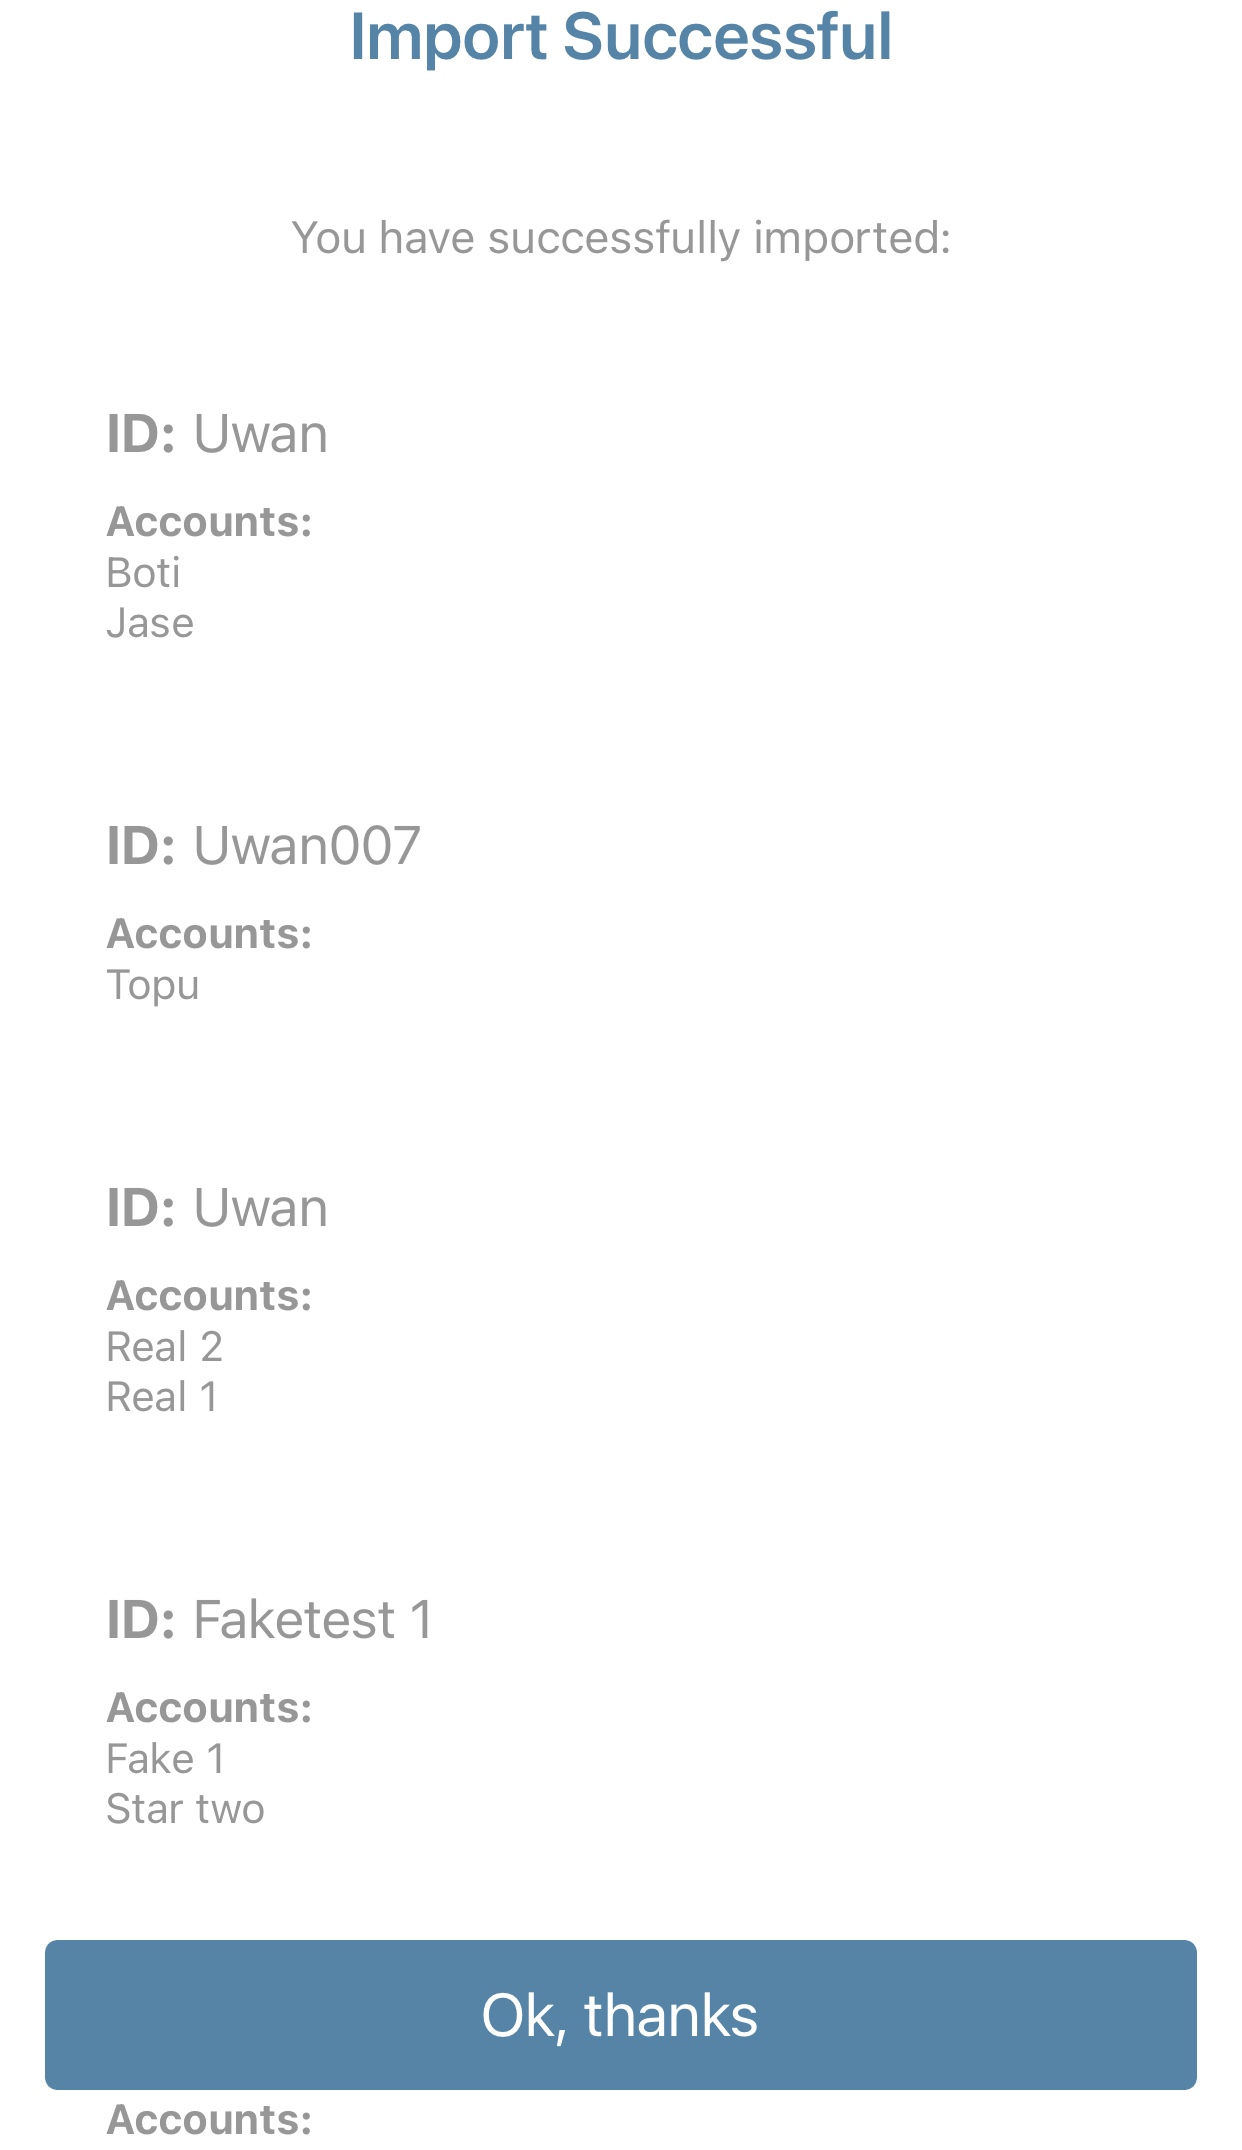 Import Successful
You have successfully imported:
ID: Uwan
Accounts:
Boti
Jase
ID: Uwan007
Accounts:
Topu
ID: Uwan
Accounts:
Real 2
Real 1
ID: Faketest 1
Accounts:
Fake 1
Star two
Ok, thanks
Accounts: